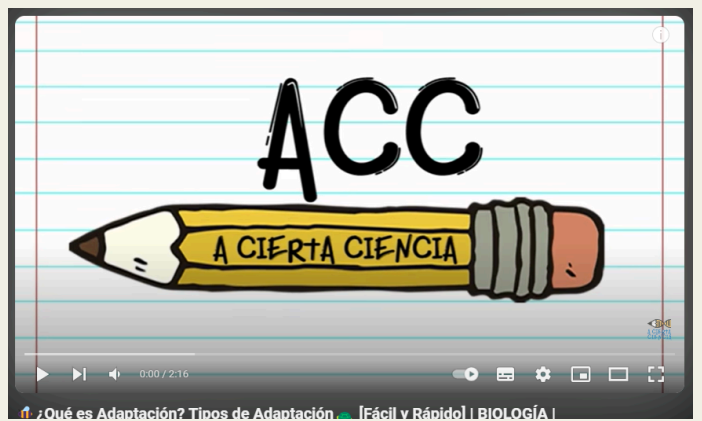 ACC
A CIERTA CIENCIA
0:00 / 2:16
¿Qué es Adaptación? Tipos de Adaptación [Fácil y Rápido] | BIOLOGÍA |